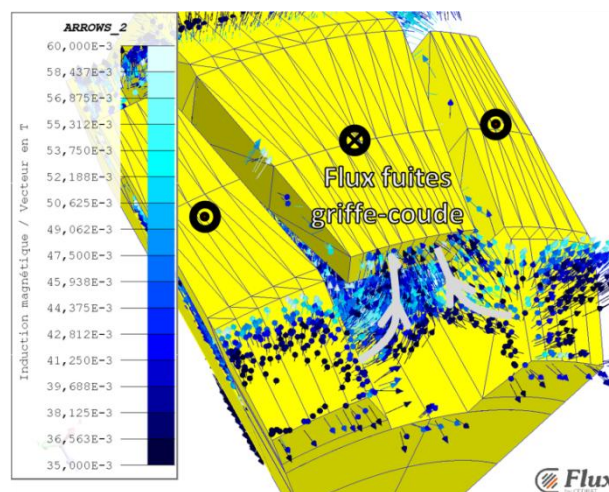 ARROWS_2
Induction magnétique / Vecteur en T
60,000E-3
58,437E-3
56,875E-3
55,312E-3
53,750E-3
52,188E-3
50,625E-3
49,062E-3
47,500E-3
45,938E-3
44,375E-3
42,812E-3
41,250E-3
39,688E-3
38,125E-3
36,563E-3
35,000E-3
Flux fuites
griffe-coude
Flux